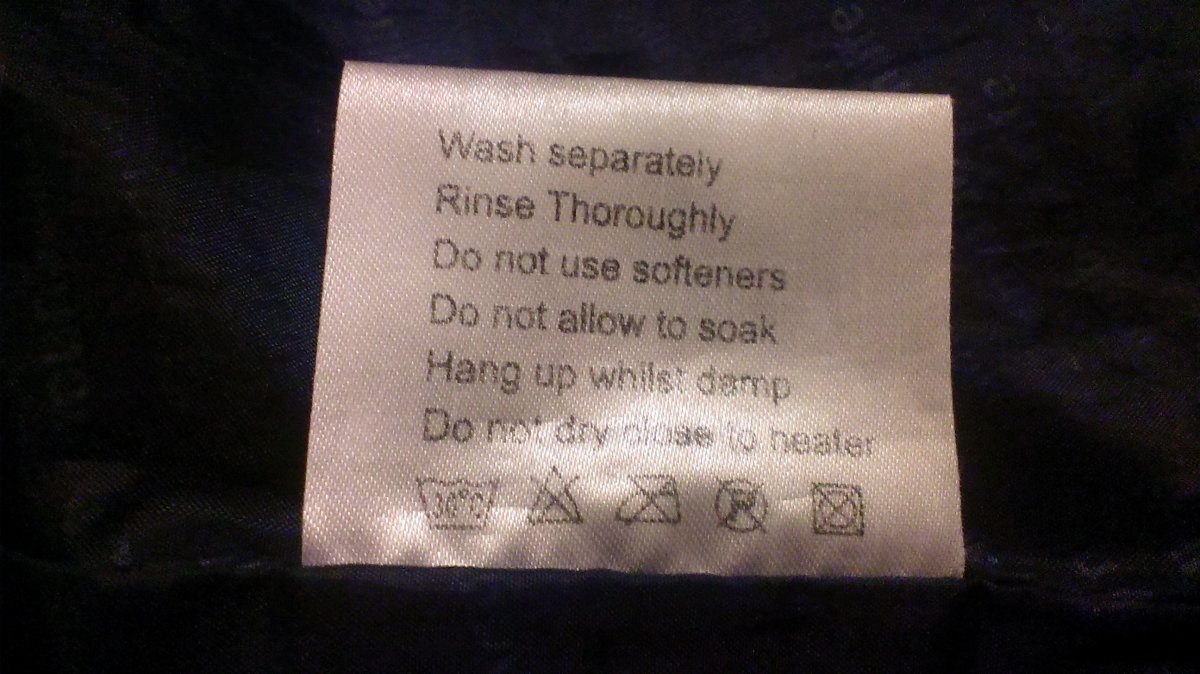 Wash separately
Rinse Thoroughly
Do not use softeners
Do not allow to soak
Hang up whilst damp
Do not dry close to heater
30°C